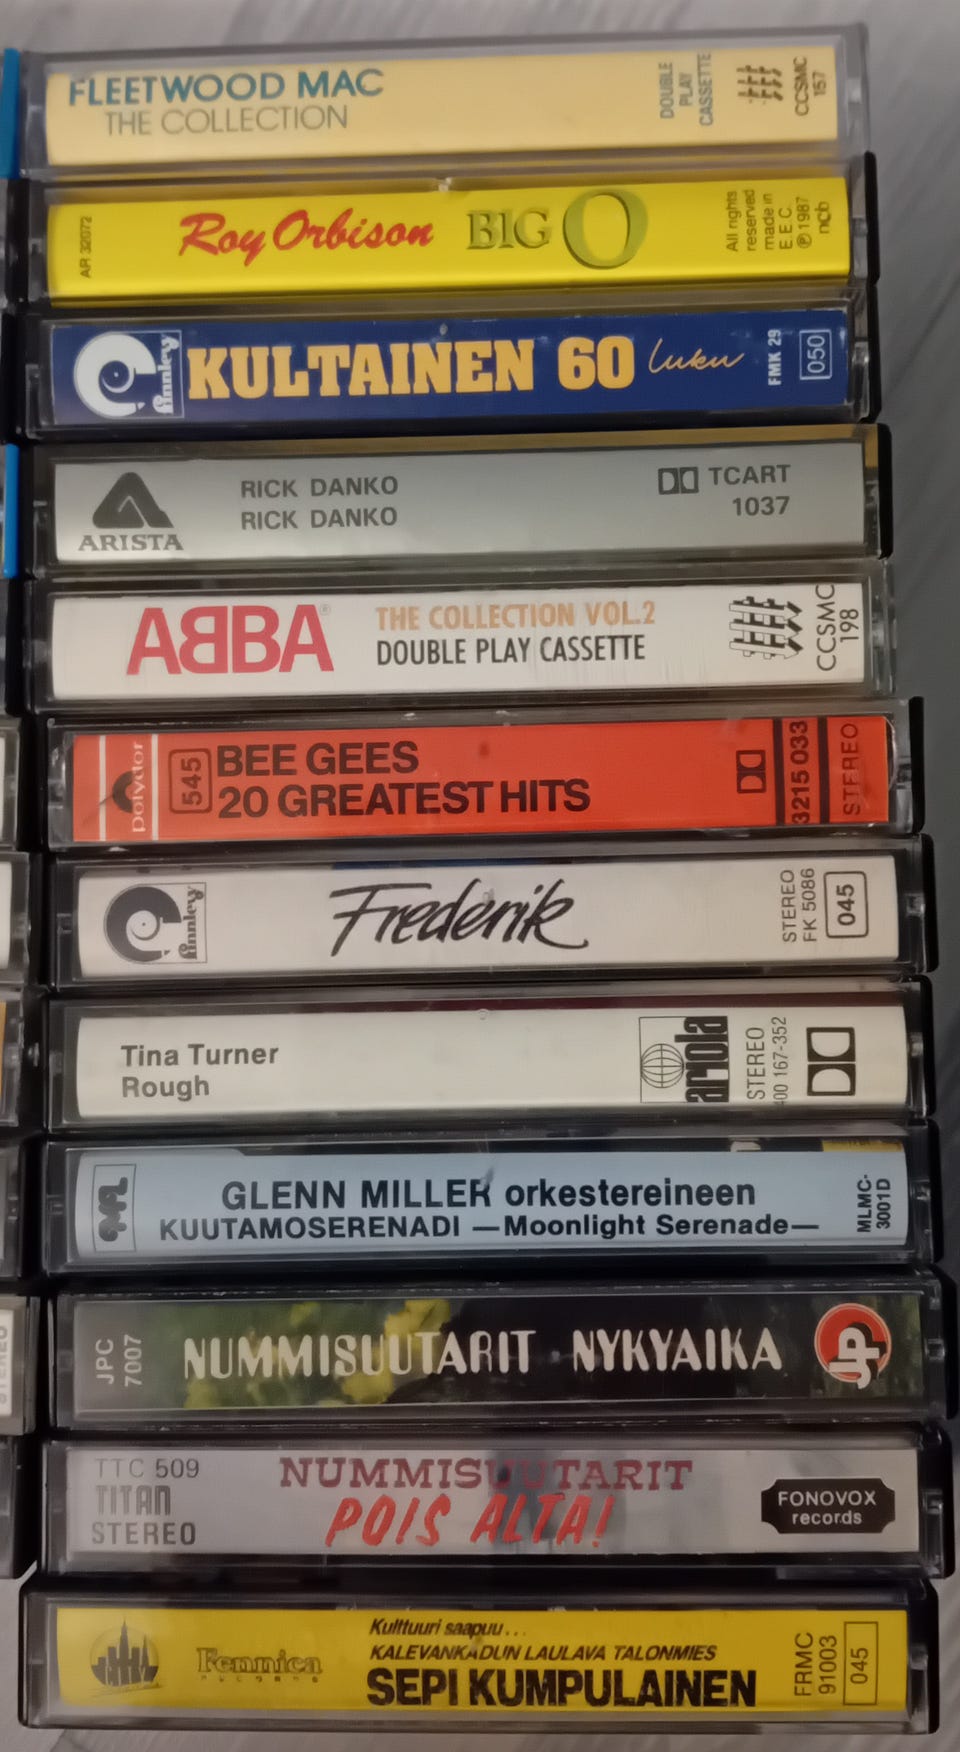 FLEETWOOD MAC
THE COLLECTION
DOUBLE
PLAY
CASSETTE
CCSMC
157
AR 32072
Roy Orbison BIG O
All rights
reserved
made in
E.E.C.
℗ 1987
ncb
finnlevy
KULTAINEN 60 luku
FMK 29
050
ARISTA
RICK DANKO
RICK DANKO
TCART
1037
ABBA®
THE COLLECTION VOL.2
DOUBLE PLAY CASSETTE
CCSMC
198
polydor
545
BEE GEES
20 GREATEST HITS
3215 033
STEREO
finnlevy
Frederik
STEREO
FK 5086
045
Tina Turner
Rough
ariola
STEREO
400 167-352
GLENN MILLER orkestereineen
KUUTAMOSERENADI —Moonlight Serenade—
MLMC-
3001D
JPC
7007
NUMMISUUTARIT NYKYAIKA
JP
TTC 509
TITAN
STEREO
NUMMISUUTARIT
POIS ALTA!
FONOVOX
records
Fennica
RECORDS
Kulttuuri saapuu...
KALEVANKADUN LAULAVA TALONMIES
SEPI KUMPULAINEN
FRMC
91003
045